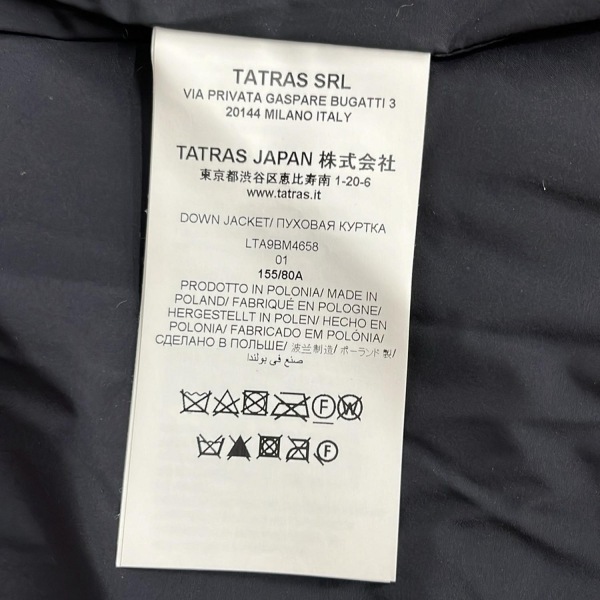 TATRAS SRL
VIA PRIVATA GASPARE BUGATTI 3
20144 MILANO ITALY
TATRAS JAPAN 株式会社
東京都渋谷区恵比寿南 1-20-6
www.tatras.it
DOWN JACKET/ ПУХОВАЯ КУРТКА
LTA9BM4658
01
155/80A
PRODOTTO IN POLONIA/ MADE IN
POLAND/ FABRIQUÉ EN POLOGNE/
HERGESTELLT IN POLEN/ HECHO EN
POLONIA/ FABRICADO EM POLÓNIA/
СДЕЛАНО В ПОЛЬШЕ/ 波兰制造/ ポーランド製/
صنع في بولندا
F W
F